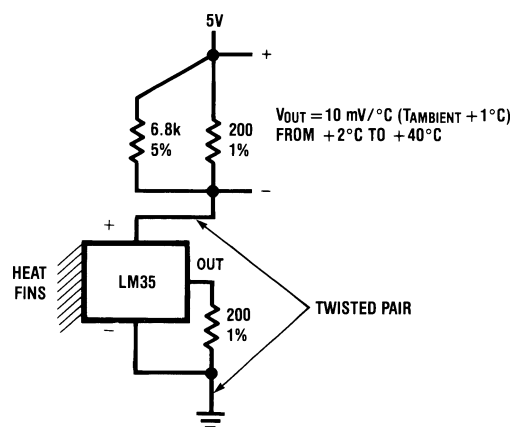 5V
+
6.8k
5%
200
1%
VOUT = 10 mV/°C (TAMBIENT + 1°C)
FROM +2°C TO +40°C
−
+
HEAT
FINS
LM35
OUT
−
200
1%
TWISTED PAIR